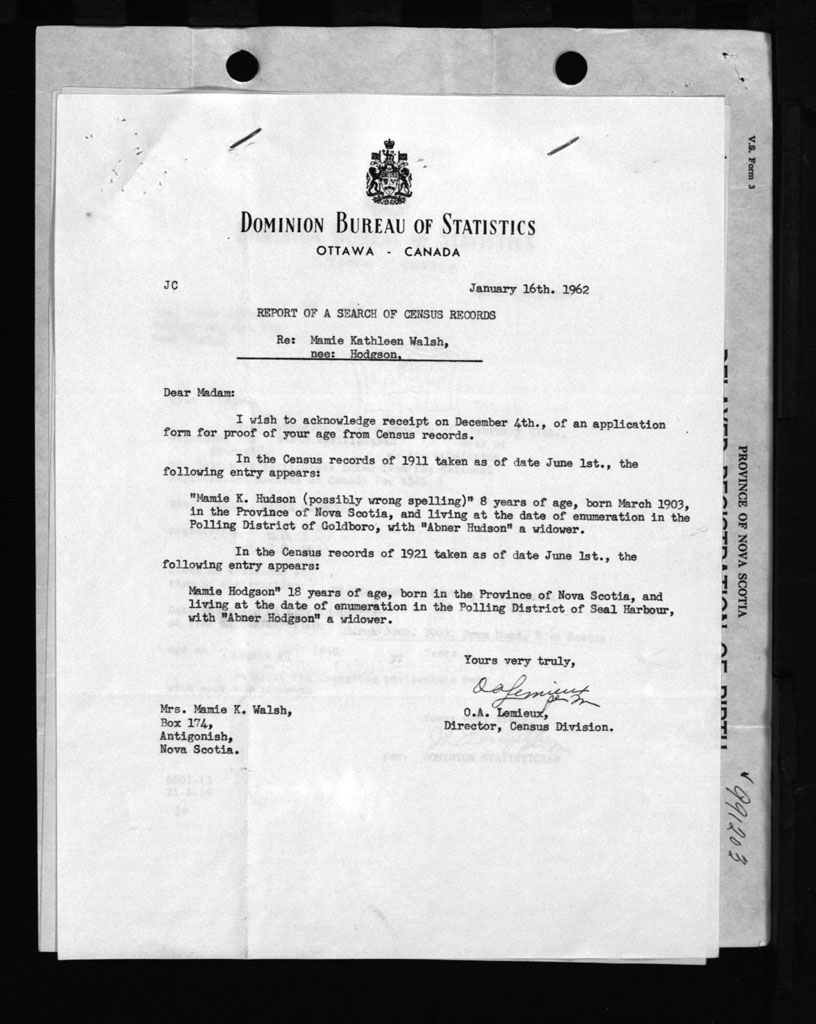 DOMINION BUREAU OF STATISTICS
OTTAWA - CANADA
JC
January 16th. 1962
REPORT OF A SEARCH OF CENSUS RECORDS
Re: Mamie Kathleen Walsh,
nee: Hodgson.
Dear Madam:
I wish to acknowledge receipt on December 4th., of an application
form for proof of your age from Census records.
In the Census records of 1911 taken as of date June 1st., the
following entry appears:
"Mamie K. Hudson (possibly wrong spelling)" 8 years of age, born March 1903,
in the Province of Nova Scotia, and living at the date of enumeration in the
Polling District of Goldboro, with "Abner Hudson" a widower.
In the Census records of 1921 taken as of date June 1st., the
following entry appears:
Mamie Hodgson" 18 years of age, born in the Province of Nova Scotia, and
living at the date of enumeration in the Polling District of Seal Harbour,
with "Abner Hodgson" a widower.
Yours very truly,
O.A. Lemieux,
Director, Census Division.
Mrs. Mamie K. Walsh,
Box 174,
Antigonish,
Nova Scotia.
V.S. Form 3
PROVINCE OF NOVA SCOTIA
991203